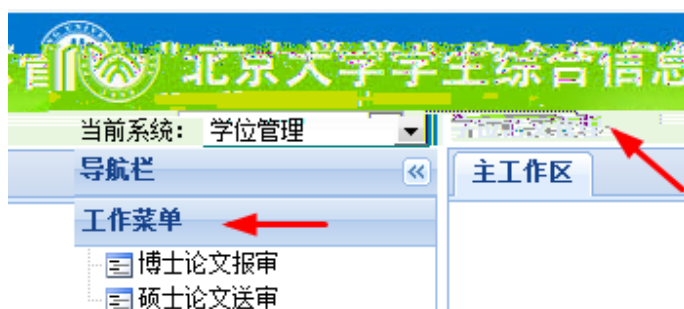 北京大学学生综合信息
当前系统： 学位管理
导航栏
主工作区
工作菜单
博士论文报审
硕士论文送审